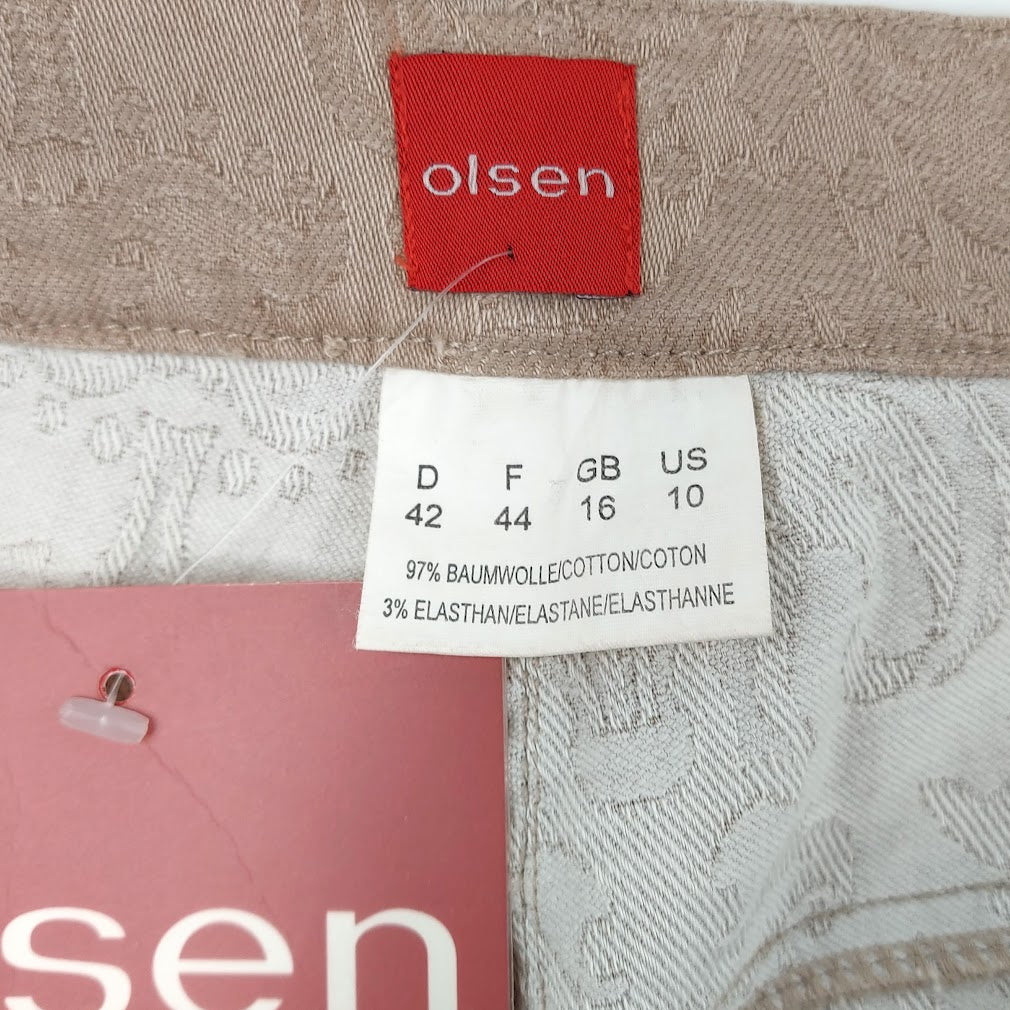 olsen
D F GB US
42 44 16 10
97% BAUMWOLLE/COTTON/COTON
3% ELASTHAN/ELASTANE/ELASTHANNE
sen